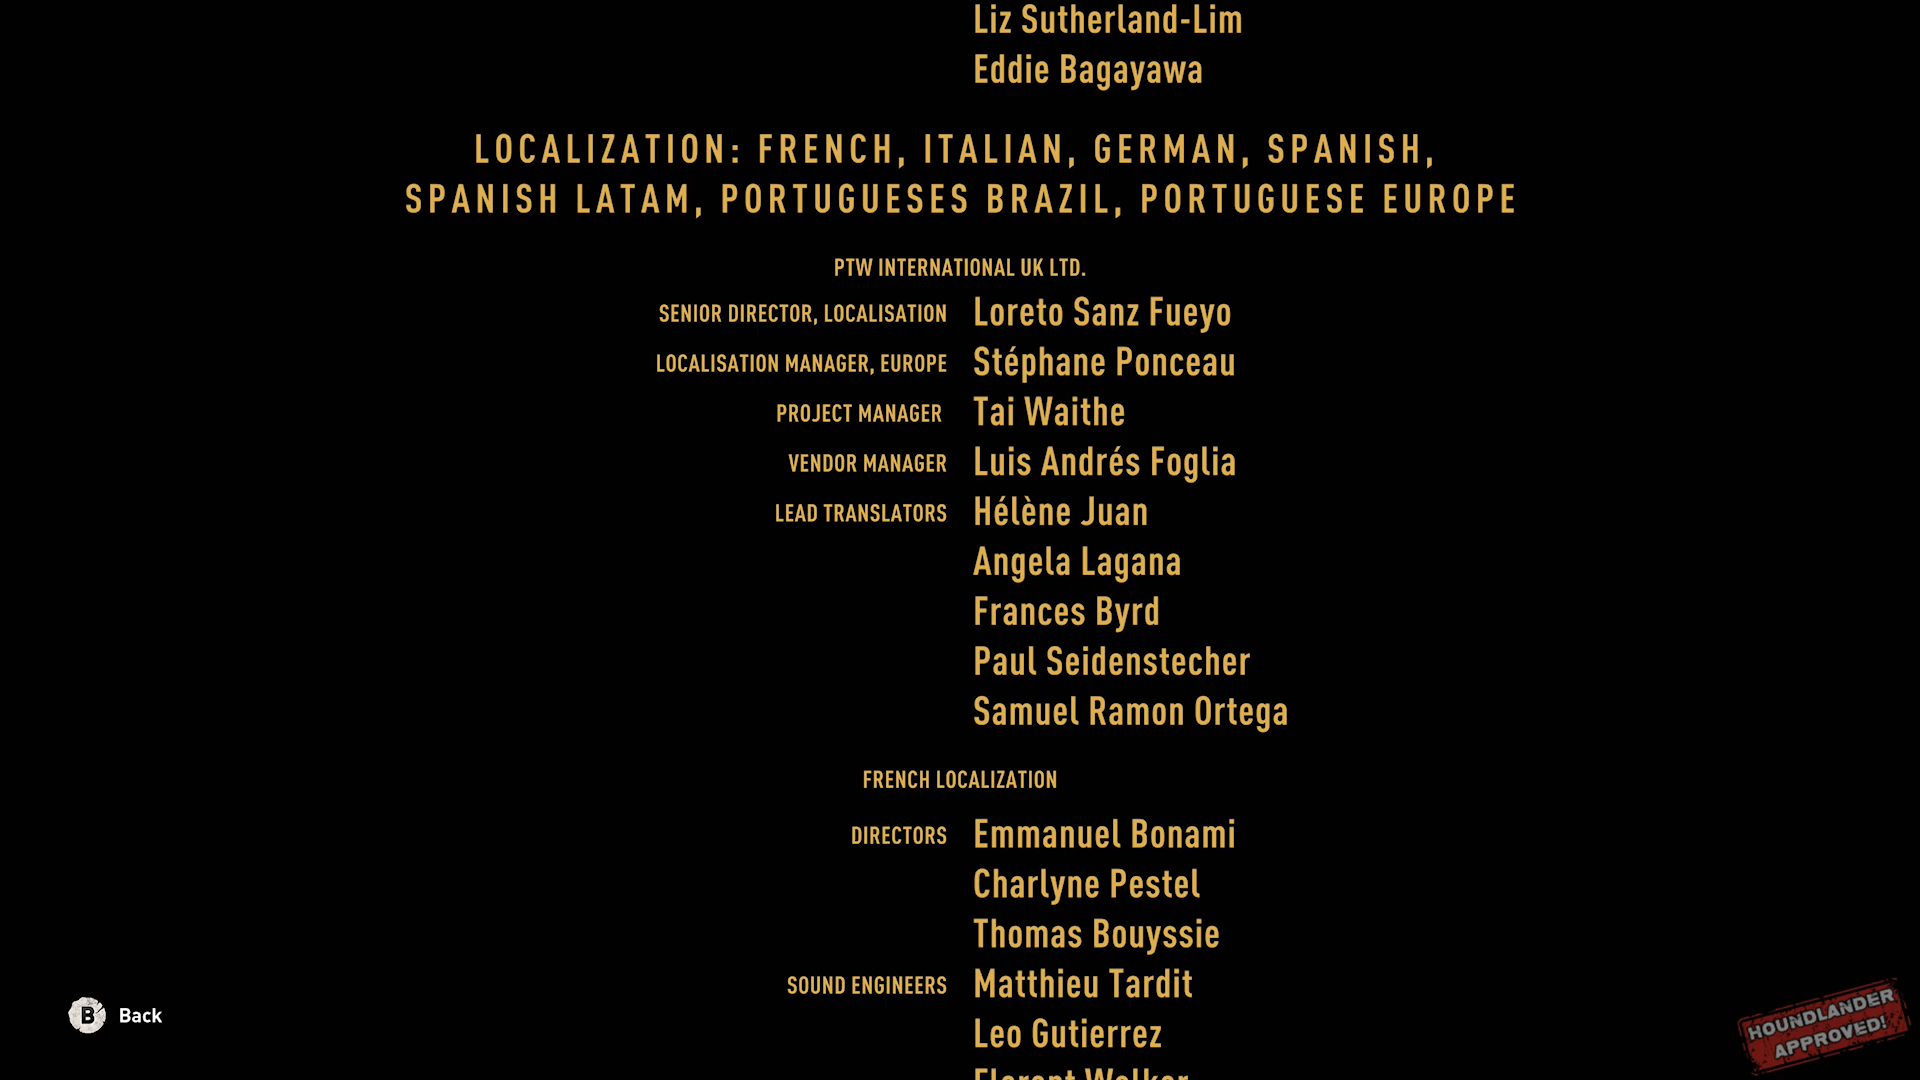 Liz Sutherland-Lim
Eddie Bagayawa
LOCALIZATION: FRENCH, ITALIAN, GERMAN, SPANISH,
SPANISH LATAM, PORTUGUESES BRAZIL, PORTUGUESE EUROPE
PTW INTERNATIONAL UK LTD.
SENIOR DIRECTOR, LOCALISATION Loreto Sanz Fueyo
LOCALISATION MANAGER, EUROPE Stéphane Ponceau
PROJECT MANAGER Tai Waithe
VENDOR MANAGER Luis Andrés Foglia
LEAD TRANSLATORS Hélène Juan
Angela Lagana
Frances Byrd
Paul Seidenstecher
Samuel Ramon Ortega
FRENCH LOCALIZATION
DIRECTORS Emmanuel Bonami
Charlyne Pestel
Thomas Bouyssie
SOUND ENGINEERS Matthieu Tardit
Leo Gutierrez
B Back
HOUNDLANDER
APPROVED!